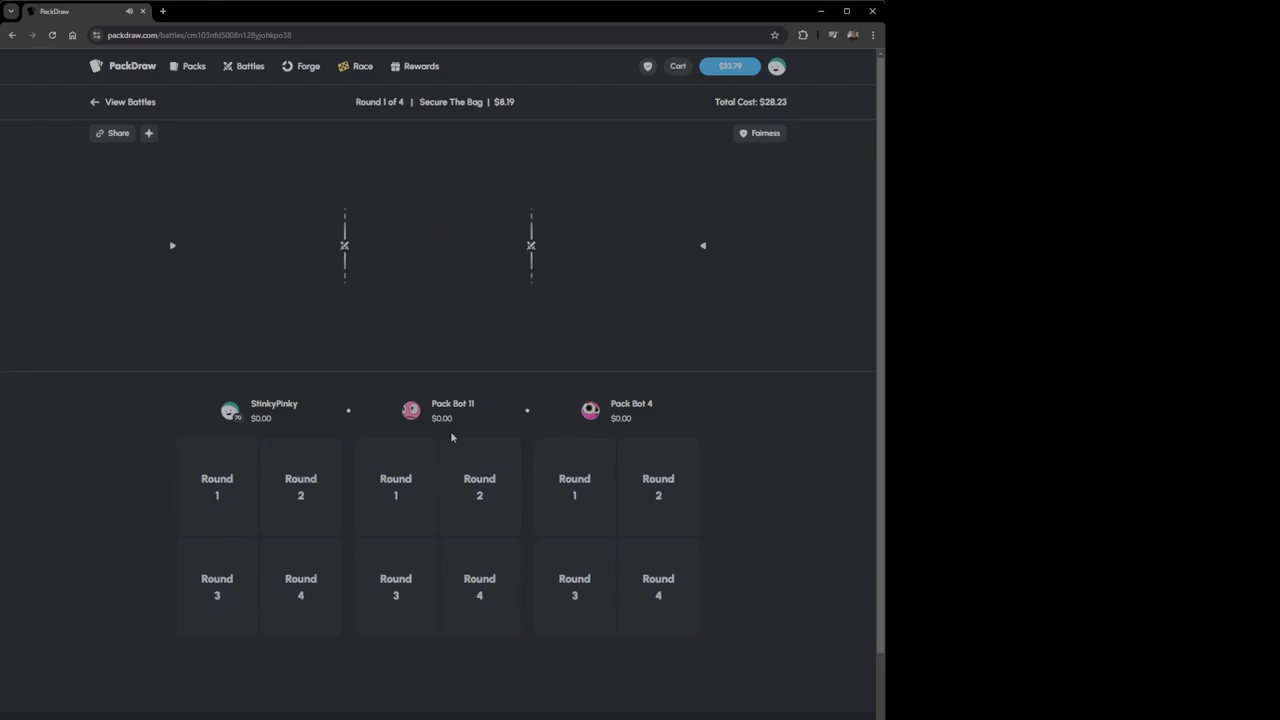 PackDraw
packdraw.com/battles/cm103nfd5008n128yjohkpo38
PackDraw Packs Battles Forge Race Rewards Cart $33.79
View Battles Round 1 of 4 | Secure The Bag | $8.19 Total Cost: $28.23
Share Fairness
StinkyPinky Pack Bot 11 Pack Bot 4
70 $0.00 $0.00 $0.00
Round Round Round Round Round Round
1 2 1 2 1 2
Round Round Round Round Round Round
3 4 3 4 3 4